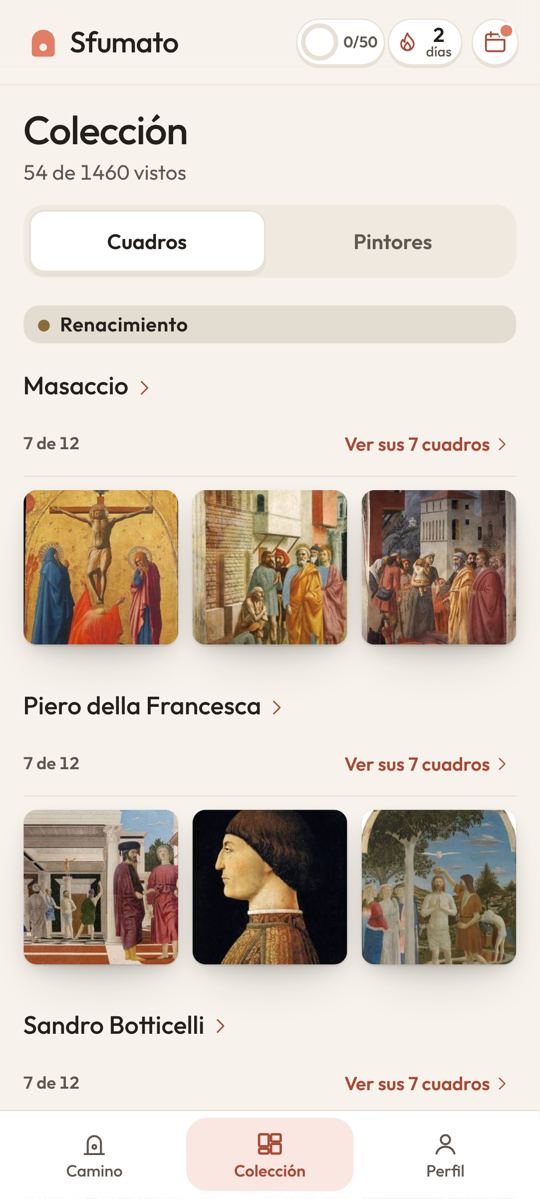 Sfumato
0/50
2
días
Colección
54 de 1460 vistos
Cuadros
Pintores
Renacimiento
Masaccio
7 de 12
Ver sus 7 cuadros
Piero della Francesca
7 de 12
Ver sus 7 cuadros
Sandro Botticelli
7 de 12
Ver sus 7 cuadros
Camino
Colección
Perfil